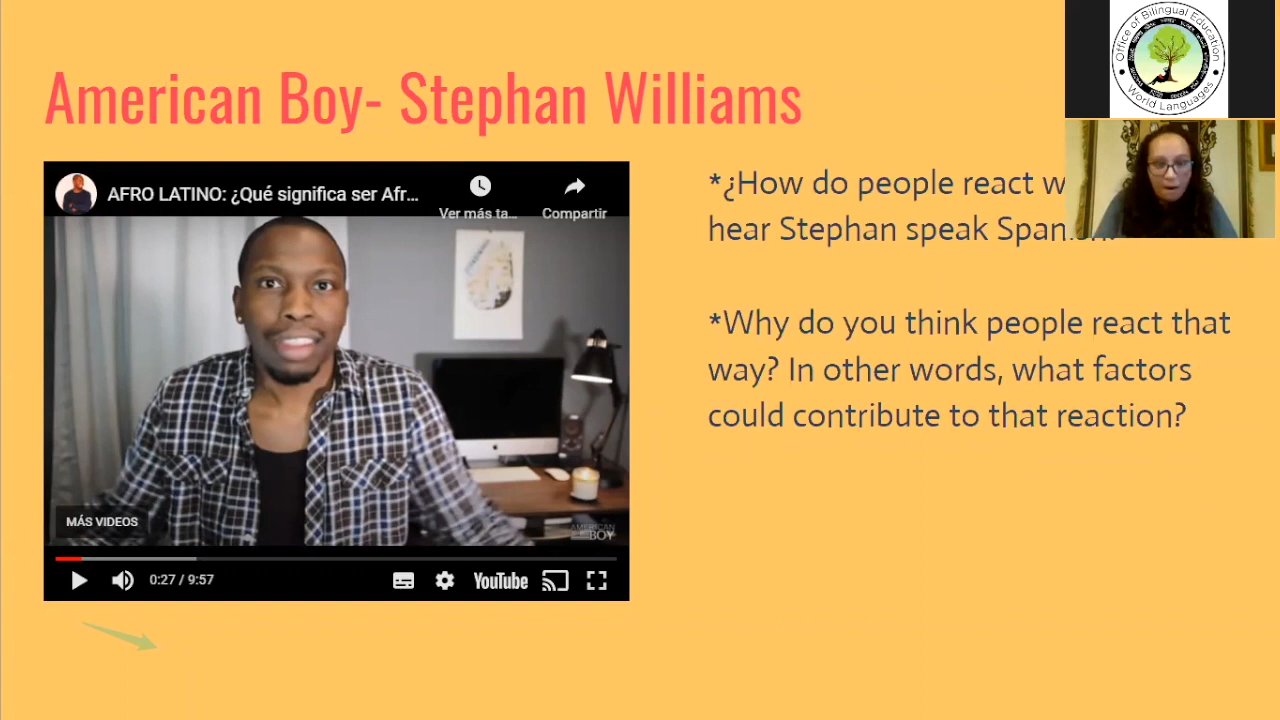 American Boy- Stephan Williams
Office of Bilingual Education
World Languages
AFRO LATINO: ¿Qué significa ser Afr...
Ver más ta...
Compartir
MÁS VIDEOS
AMERICAN
BOY
0:27 / 9:57
YouTube
*¿How do people react
hear Stephan speak
*Why do you think people react that
way? In other words, what factors
could contribute to that reaction?